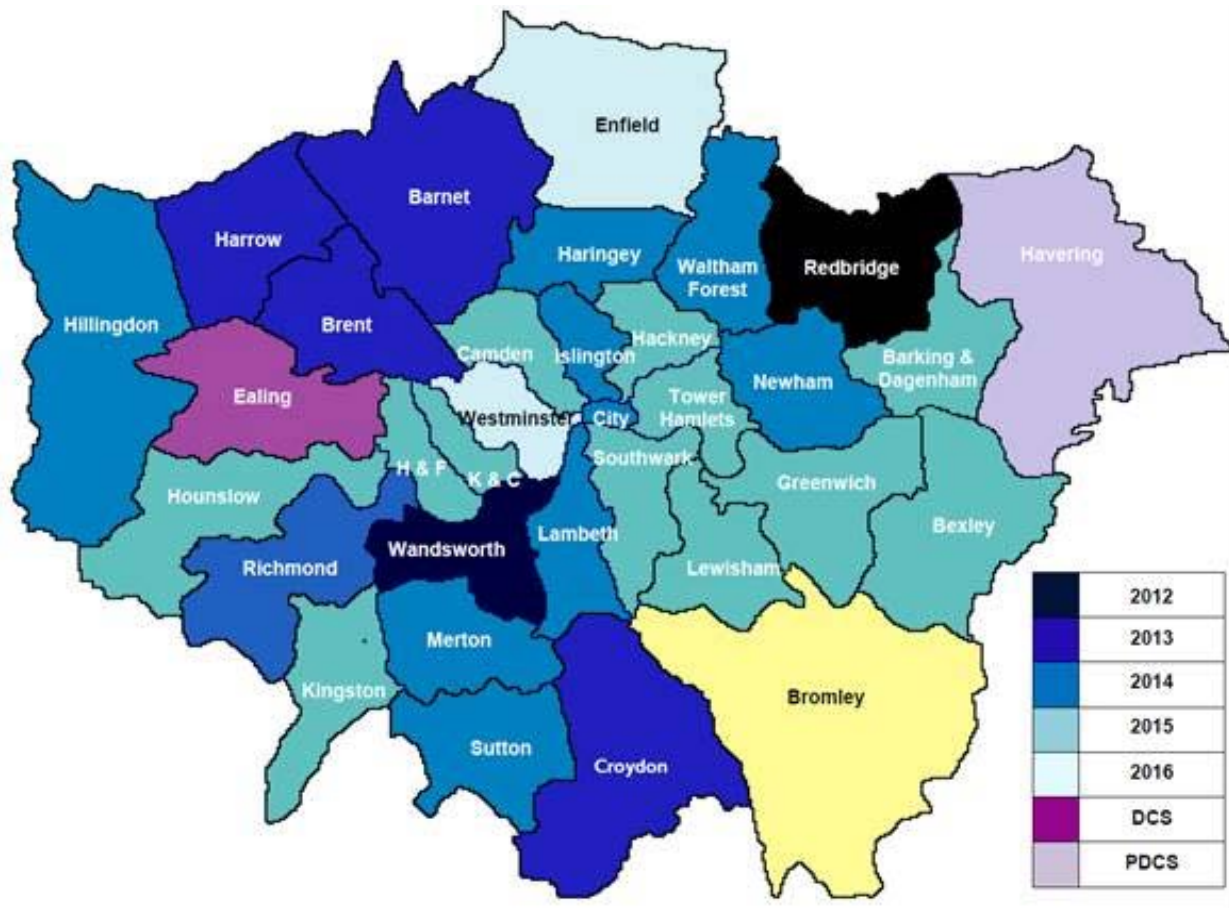 Enfield
Barnet
Harrow
Haringey
Waltham
Forest
Redbridge
Havering
Hillingdon
Brent
Camden
Islington
Hackney
Barking &
Dagenham
Ealing
Newham
Westminster
City
Tower
Hamlets
H & F
K & C
Southwark
Hounslow
Greenwich
Bexley
Wandsworth
Lambeth
Richmond
Lewisham
Merton
Kingston
Bromley
Sutton
Croydon
2012
2013
2014
2015
2016
DCS
PDCS